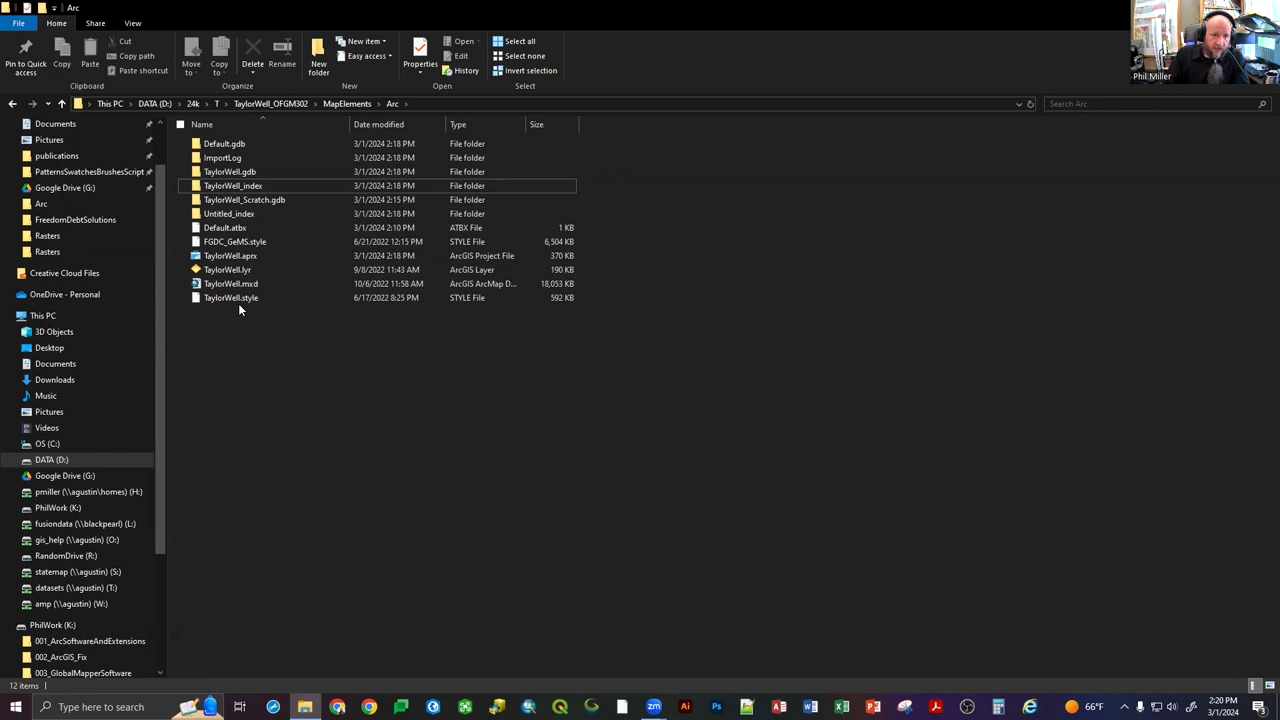 Arc
File
Home
Share
View
Pin to Quick access
Copy
Paste
Cut
Copy path
Paste shortcut
Clipboard
Move to
Copy to
Delete
Rename
Organize
New folder
New item
Easy access
New
Properties
Open
Edit
History
Open
Select all
Select none
Invert selection
Select
Phil Miller
This PC > DATA (D:) > 24k > T > TaylorWell_OFGM302 > MapElements > Arc >
Search Arc
Documents
Pictures
publications
PatternsSwatchesBrushesScript
Google Drive (G:)
Arc
FreedomDebtSolutions
Rasters
Rasters
Creative Cloud Files
OneDrive - Personal
This PC
3D Objects
Desktop
Documents
Downloads
Music
Pictures
Videos
OS (C:)
DATA (D:)
Google Drive (G:)
pmiller (\\agustin\homes) (H:)
PhilWork (K:)
fusiondata (\\blackpearl) (L:)
gis_help (\\agustin) (O:)
RandomDrive (R:)
statemap (\\agustin) (S:)
datasets (\\agustin) (T:)
amp (\\agustin) (W:)
PhilWork (K:)
001_ArcSoftwareAndExtensions
002_ArcGIS_Fix
003_GlobalMapperSoftware
Name Date modified Type Size
Default.gdb 3/1/2024 2:18 PM File folder
ImportLog 3/1/2024 2:18 PM File folder
TaylorWell.gdb 3/1/2024 2:18 PM File folder
TaylorWell_index 3/1/2024 2:18 PM File folder
TaylorWell_Scratch.gdb 3/1/2024 2:15 PM File folder
Untitled_index 3/1/2024 2:18 PM File folder
Default.atbx 3/1/2024 2:10 PM ATBX File 1 KB
FGDC_GeMS.style 6/21/2022 12:15 PM STYLE File 6,504 KB
TaylorWell.aprx 3/1/2024 2:18 PM ArcGIS Project File 370 KB
TaylorWell.lyr 9/8/2022 11:43 AM ArcGIS Layer 190 KB
TaylorWell.mxd 10/6/2022 11:58 AM ArcGIS ArcMap D... 18,053 KB
TaylorWell.style 6/17/2022 8:25 PM STYLE File 592 KB
12 items
Type here to search
66°F
2:20 PM
3/1/2024